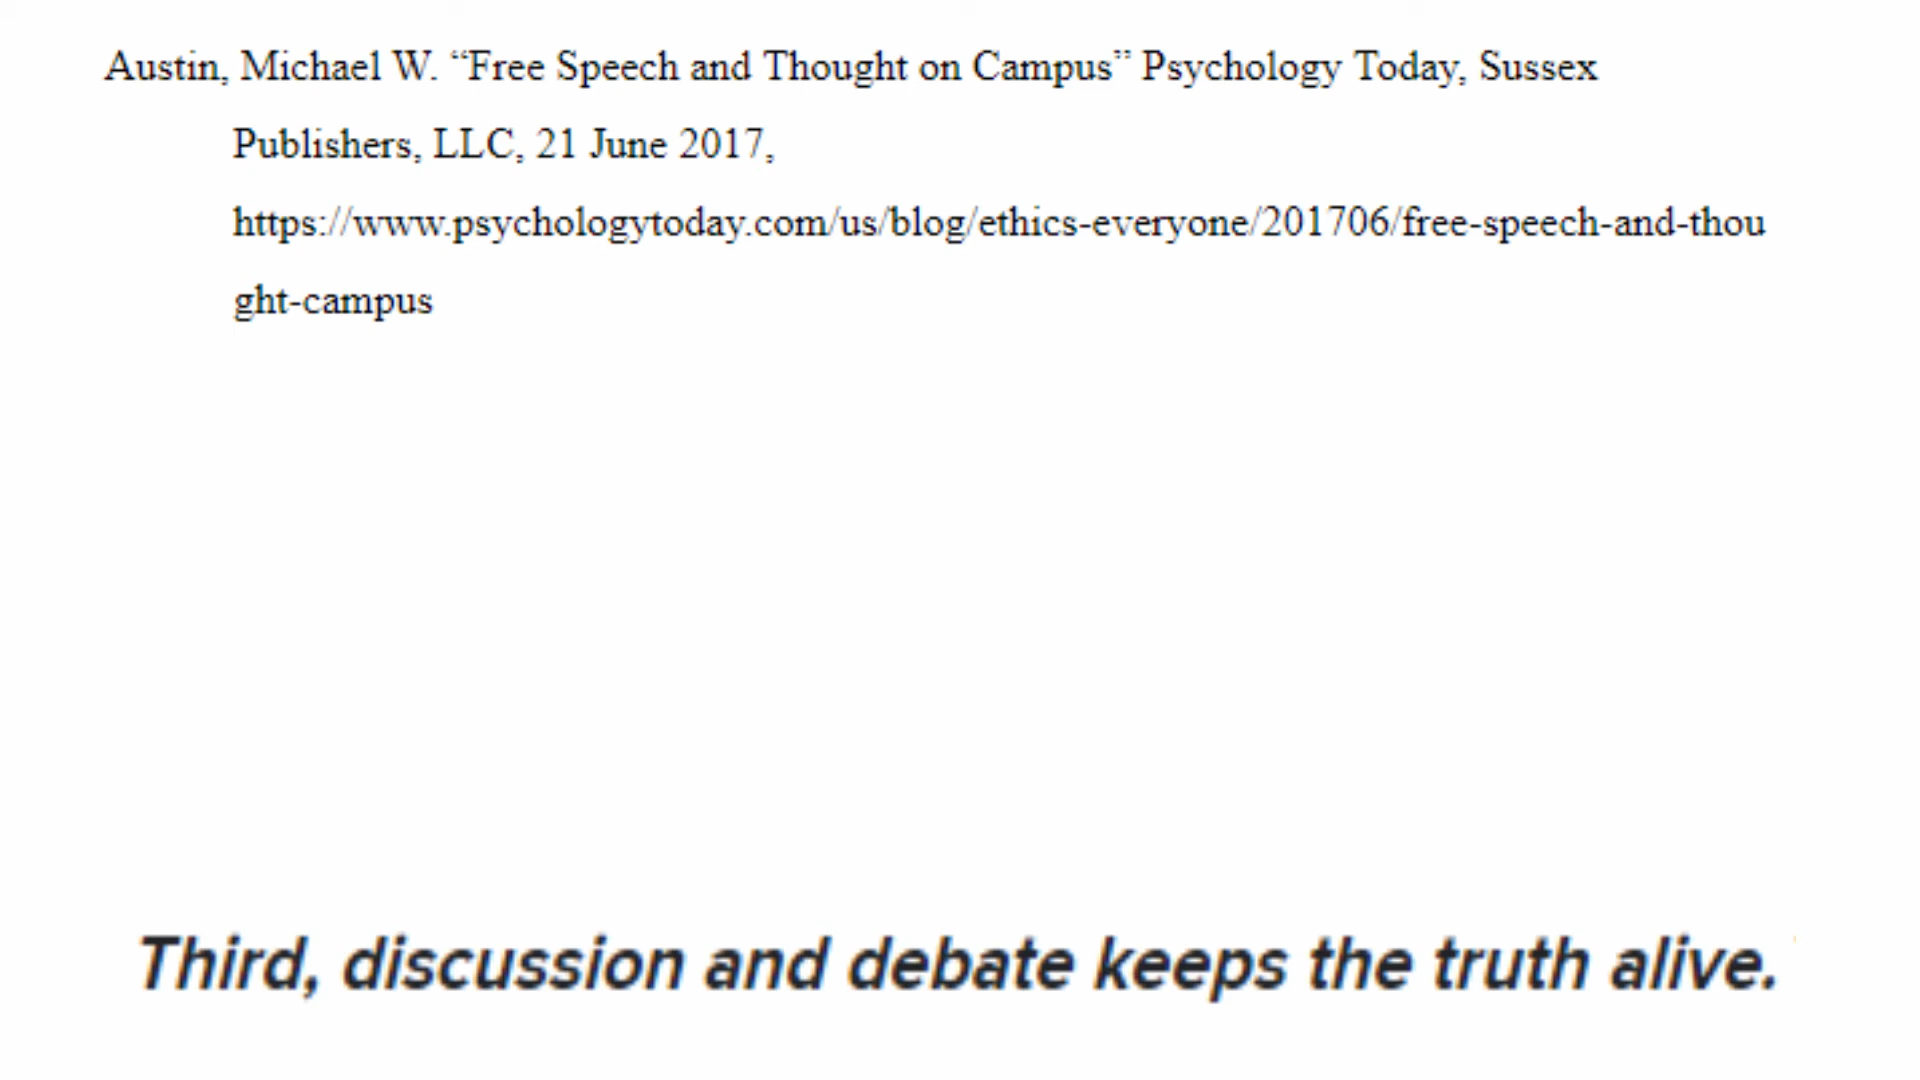 Austin, Michael W. “Free Speech and Thought on Campus” Psychology Today, Sussex
Publishers, LLC, 21 June 2017,
https://www.psychologytoday.com/us/blog/ethics-everyone/201706/free-speech-and-thou
ght-campus
Third, discussion and debate keeps the truth alive.